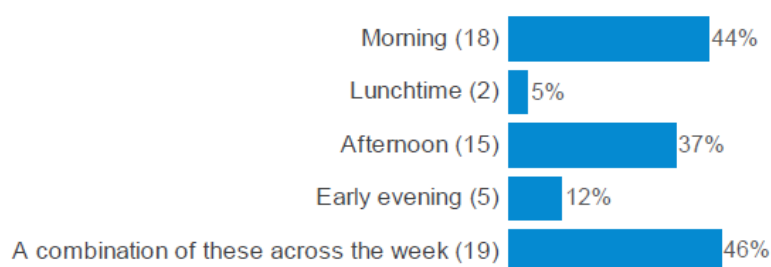 Morning (18) 44%
Lunchtime (2) 5%
Afternoon (15) 37%
Early evening (5) 12%
A combination of these across the week (19) 46%